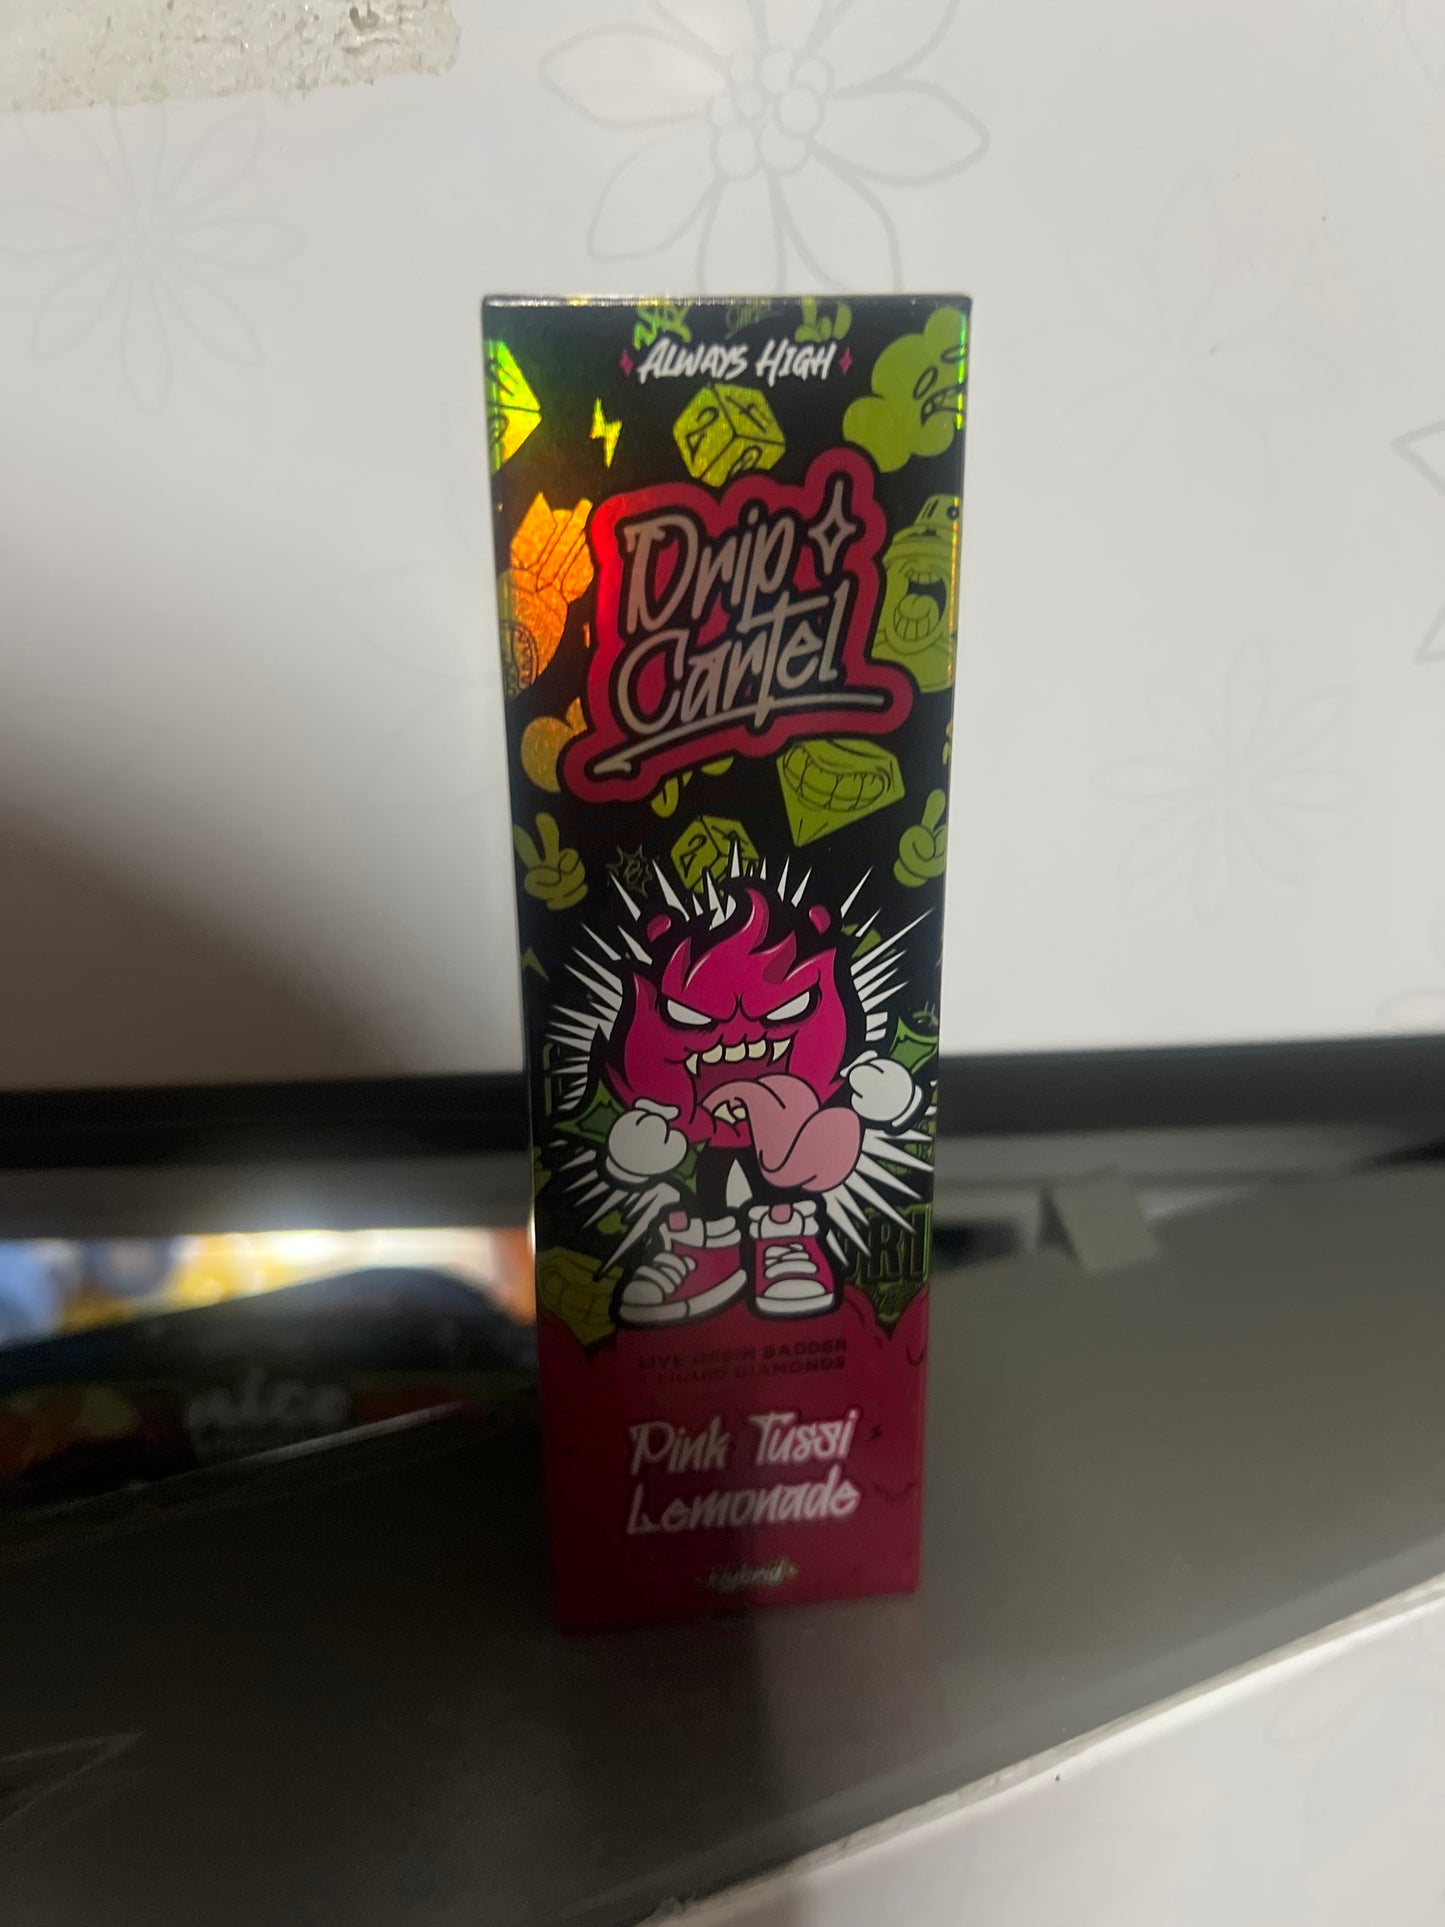 ALWAYS HIGH
Drip
Cartel
LIVE RESIN BADDER
+ LIQUID DIAMONDS
Pink Tussi
Lemonade
Hybrid